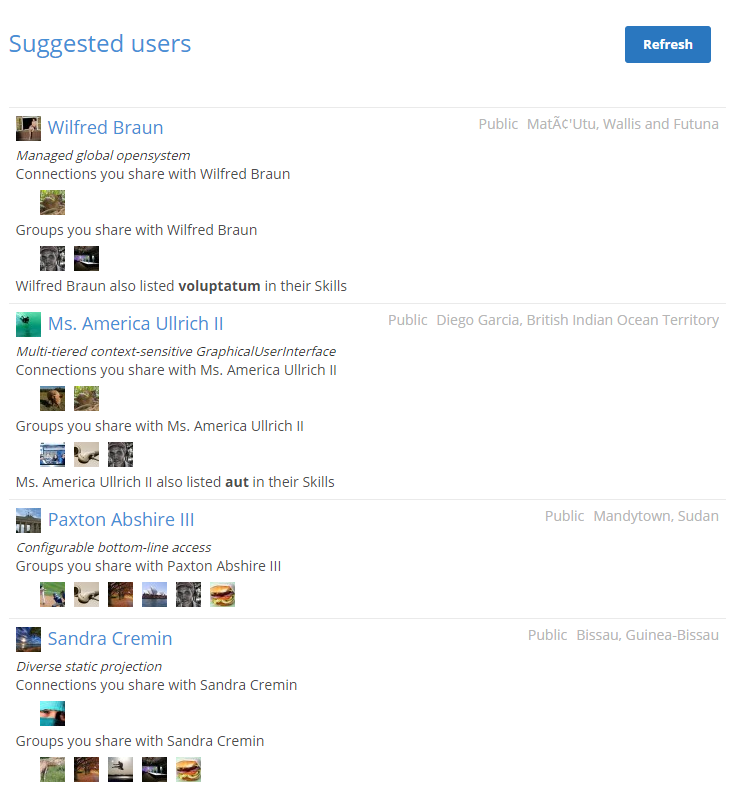 Suggested users
Refresh
Wilfred Braun
Public MatÃ¢'Utu, Wallis and Futuna
Managed global opensystem
Connections you share with Wilfred Braun
Groups you share with Wilfred Braun
Wilfred Braun also listed voluptatum in their Skills
Ms. America Ullrich II
Public Diego Garcia, British Indian Ocean Territory
Multi-tiered context-sensitive GraphicalUserInterface
Connections you share with Ms. America Ullrich II
Groups you share with Ms. America Ullrich II
Ms. America Ullrich II also listed aut in their Skills
Paxton Abshire III
Public Mandytown, Sudan
Configurable bottom-line access
Groups you share with Paxton Abshire III
Sandra Cremin
Public Bissau, Guinea-Bissau
Diverse static projection
Connections you share with Sandra Cremin
Groups you share with Sandra Cremin